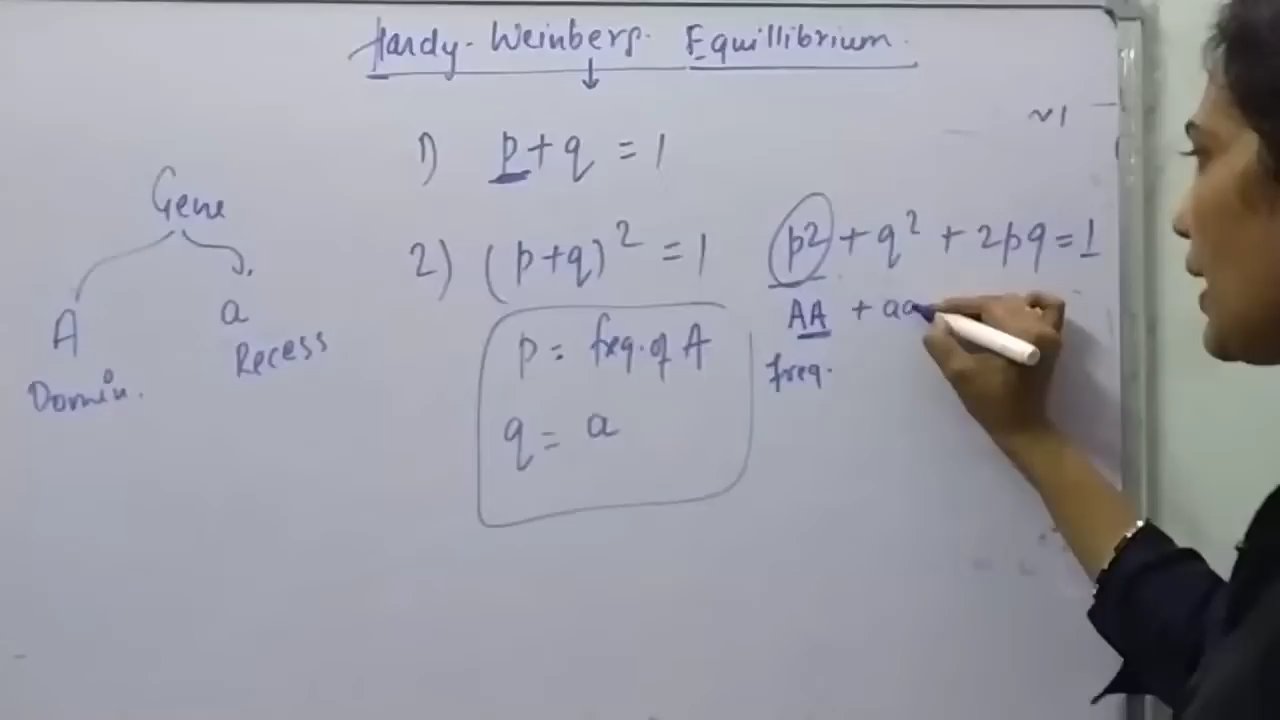 Hardy-Weinberg. Equillibrium.
~1
1) p+q = 1
Gene
2) (p+q)² = 1
p² + q² + 2pq = 1
A
a
AA + aa
Domin.
Recess
p = freq. of A
freq.
q = a